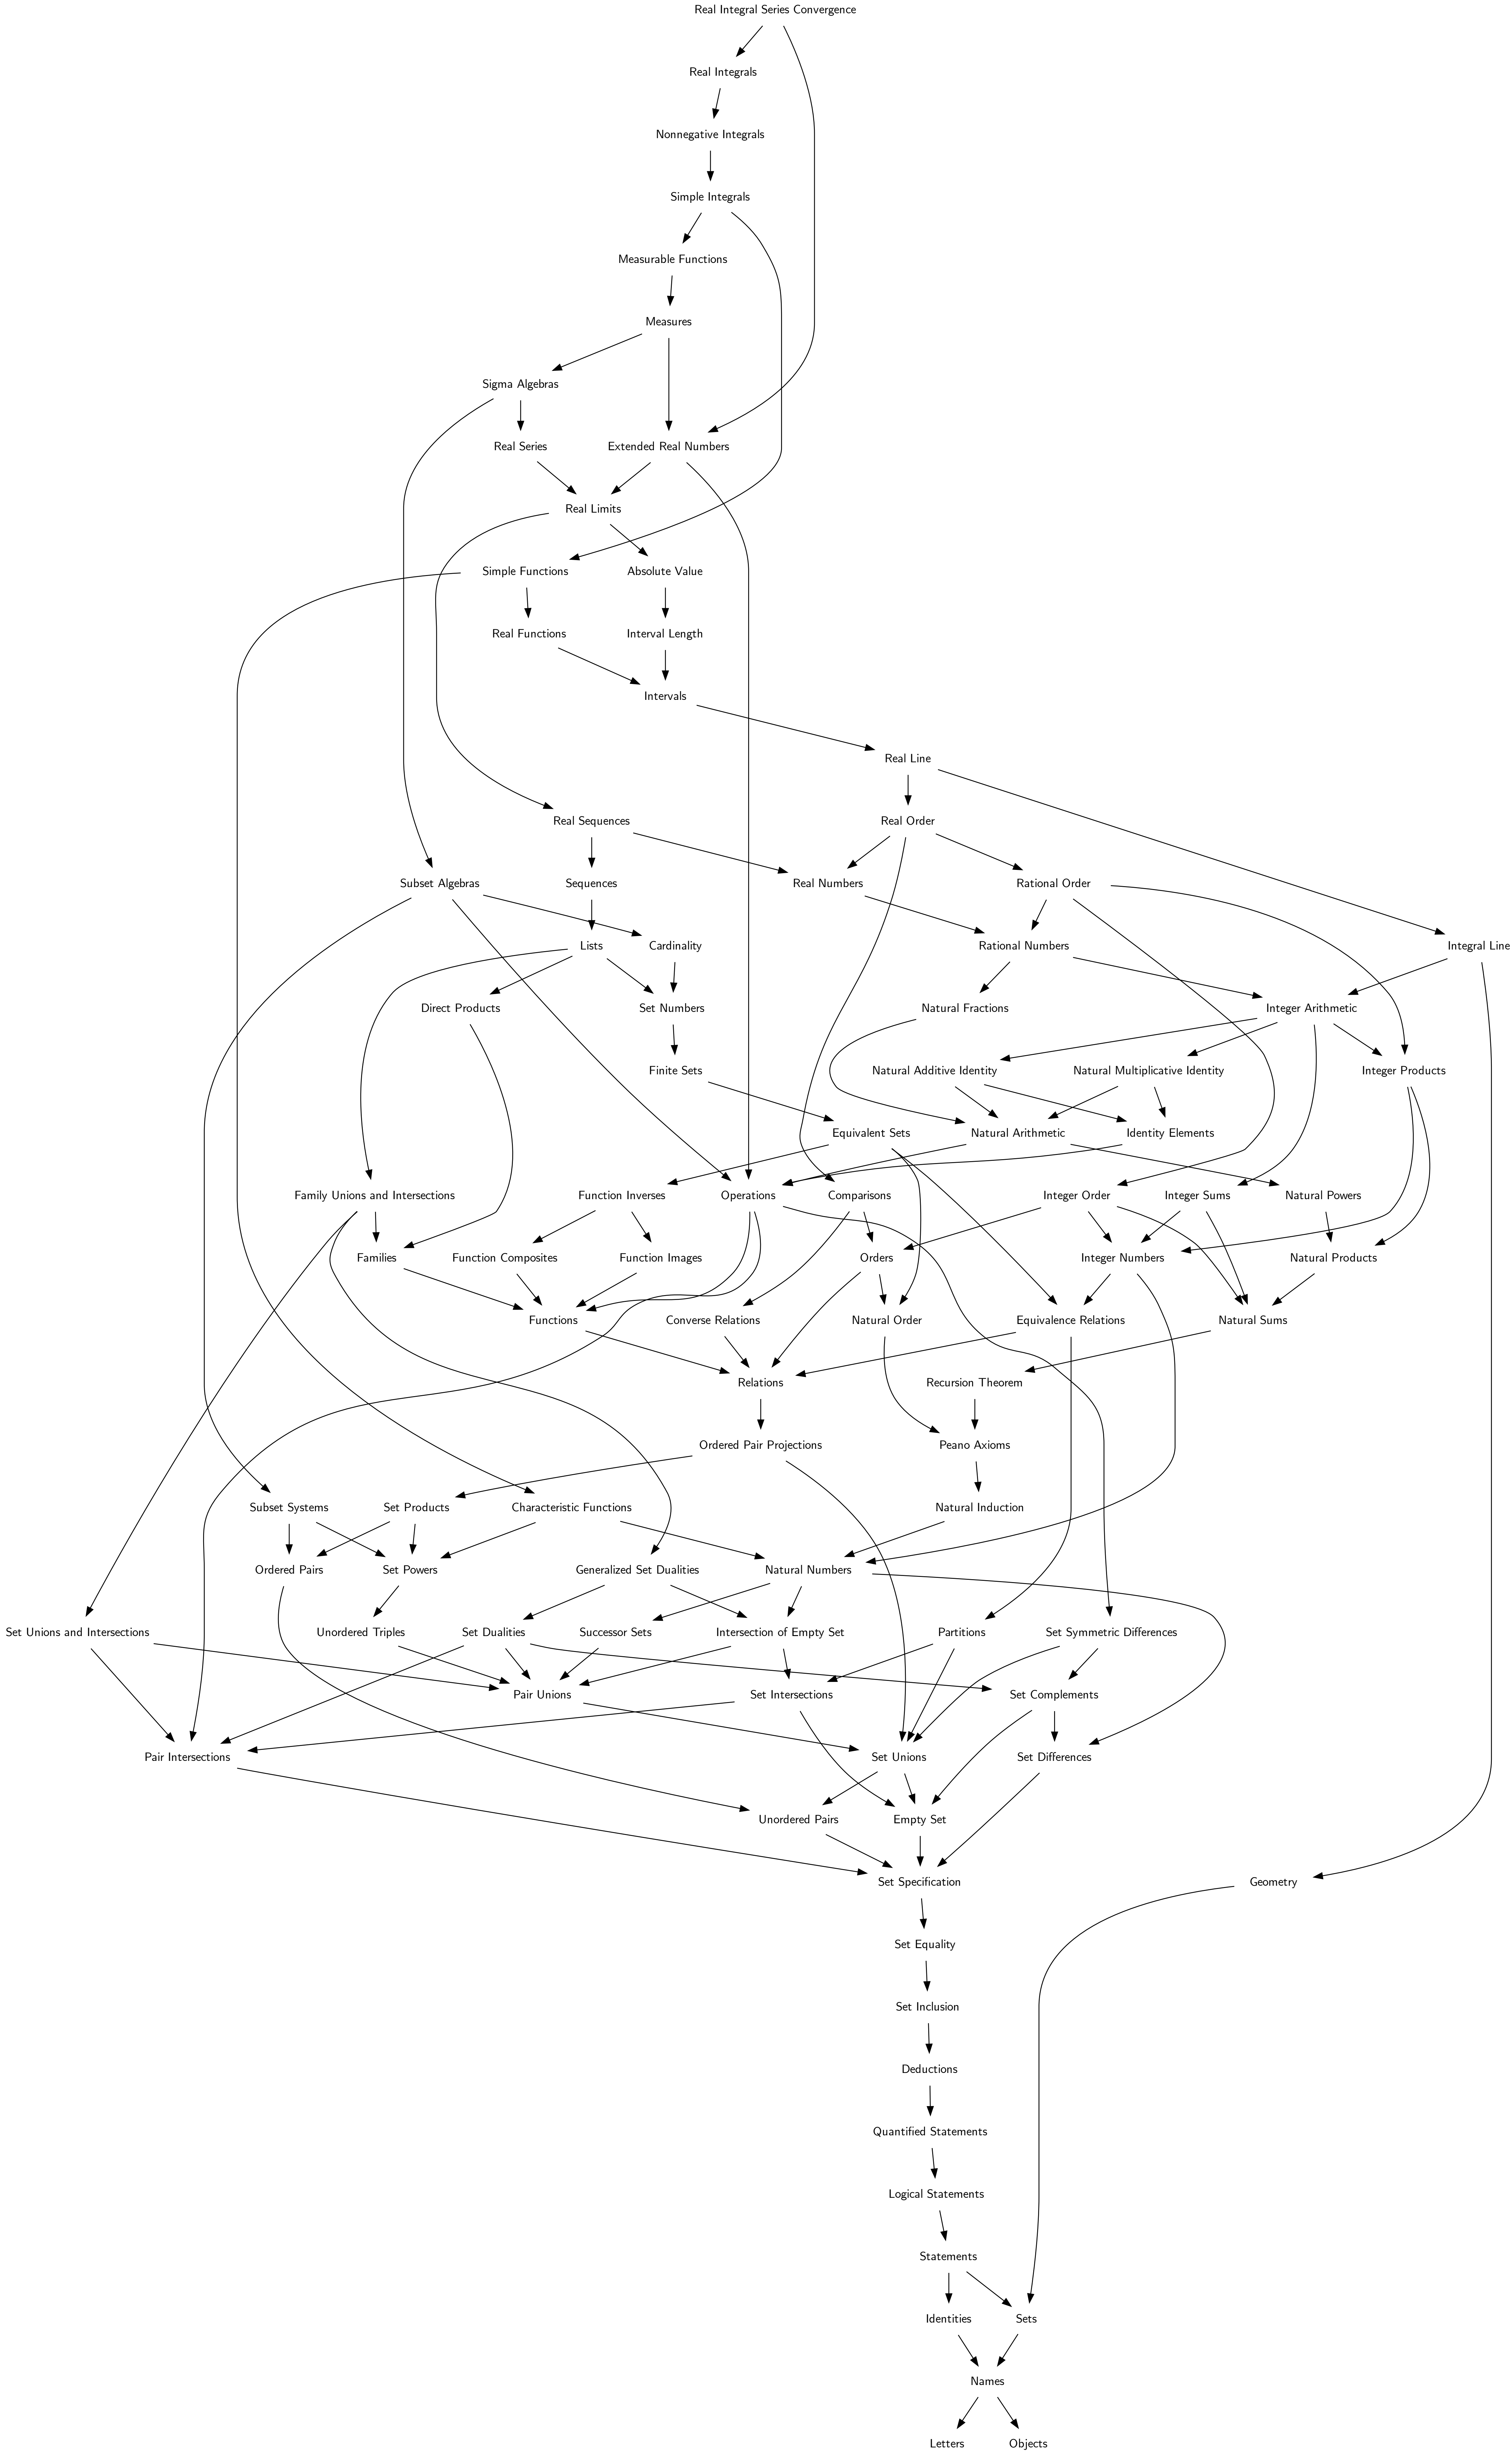 Real Integral Series Convergence
Real Integrals
Nonnegative Integrals
Simple Integrals
Measurable Functions
Measures
Sigma Algebras
Real Series
Extended Real Numbers
Real Limits
Simple Functions
Absolute Value
Real Functions
Interval Length
Intervals
Real Line
Real Sequences
Real Order
Subset Algebras
Sequences
Real Numbers
Rational Order
Lists
Cardinality
Rational Numbers
Integral Line
Direct Products
Set Numbers
Natural Fractions
Integer Arithmetic
Finite Sets
Natural Additive Identity
Natural Multiplicative Identity
Integer Products
Equivalent Sets
Natural Arithmetic
Identity Elements
Family Unions and Intersections
Function Inverses
Operations
Comparisons
Integer Order
Integer Sums
Natural Powers
Families
Function Composites
Function Images
Orders
Integer Numbers
Natural Products
Functions
Converse Relations
Natural Order
Equivalence Relations
Natural Sums
Relations
Recursion Theorem
Ordered Pair Projections
Peano Axioms
Subset Systems
Set Products
Characteristic Functions
Natural Induction
Ordered Pairs
Set Powers
Generalized Set Dualities
Natural Numbers
Set Unions and Intersections
Unordered Triples
Set Dualities
Successor Sets
Intersection of Empty Set
Partitions
Set Symmetric Differences
Pair Unions
Set Intersections
Set Complements
Pair Intersections
Set Unions
Set Differences
Unordered Pairs
Empty Set
Set Specification
Geometry
Set Equality
Set Inclusion
Deductions
Quantified Statements
Logical Statements
Statements
Identities
Sets
Names
Letters
Objects